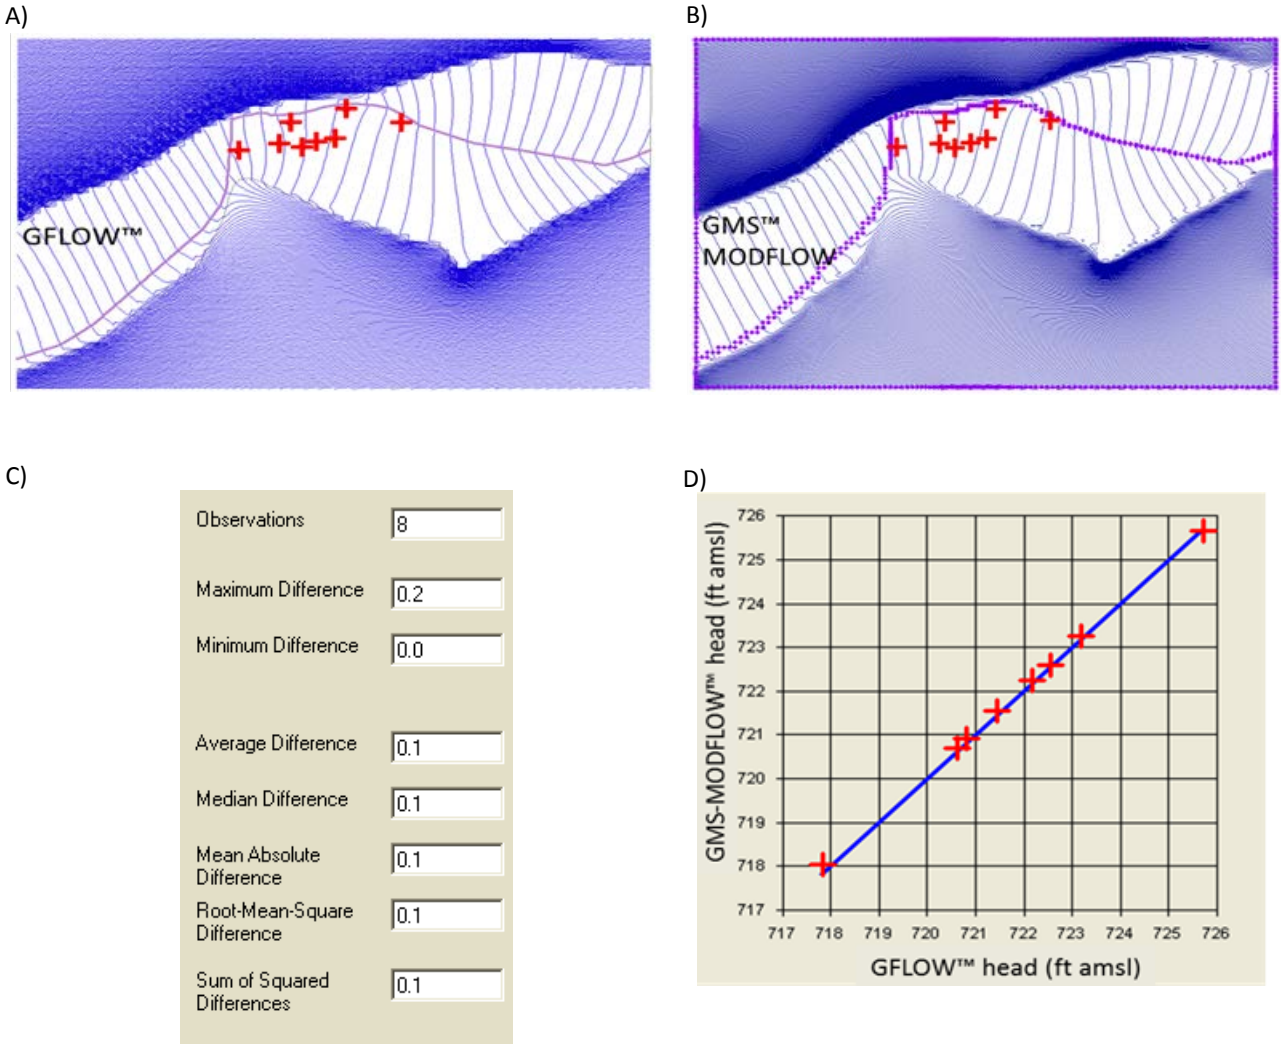 A)
B)
GFLOW™
GMS™
MODFLOW
C)
Observations
8
Maximum Difference
0.2
Minimum Difference
0.0
Average Difference
0.1
Median Difference
0.1
Mean Absolute
Difference
0.1
Root-Mean-Square
Difference
0.1
Sum of Squared
Differences
0.1
D)
GMS-MODFLOW™ head (ft amsl)
726
725
724
723
722
721
720
719
718
717
717 718 719 720 721 722 723 724 725 726
GFLOW™ head (ft amsl)